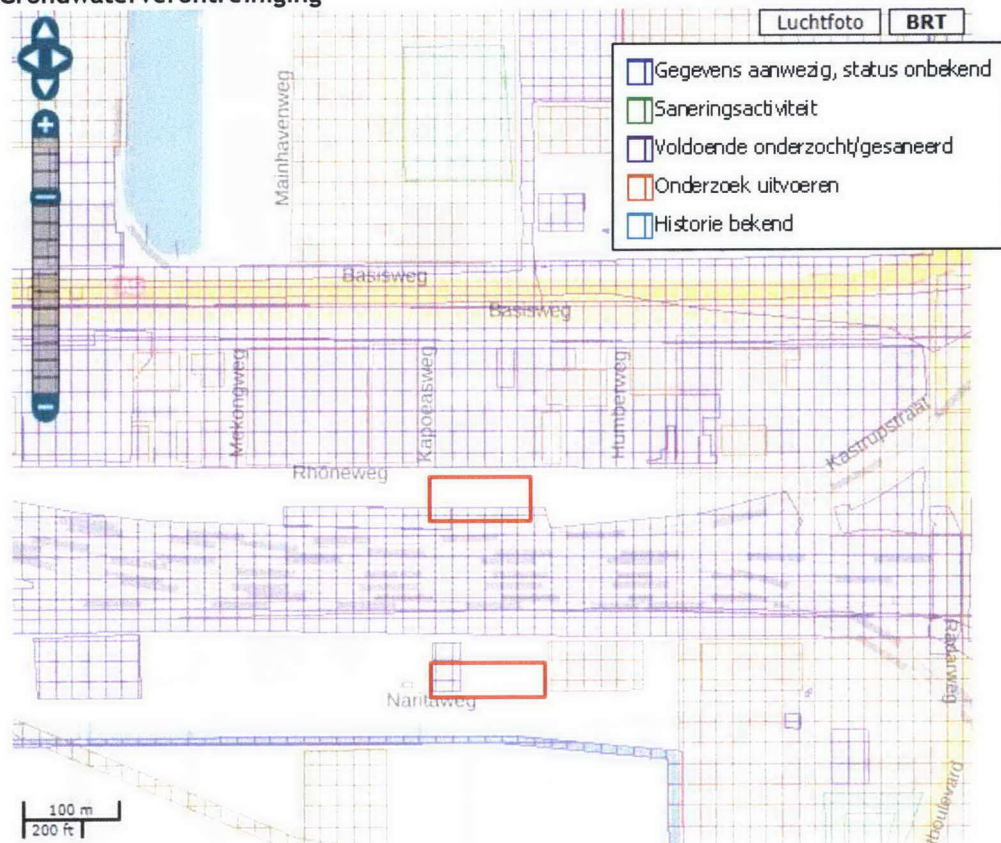 Grondwaterverontreiniging
Luchtfoto
BRT
Gegevens aanwezig, status onbekend
Saneringsactiviteit
Voldoende onderzocht/gesaneerd
Onderzoek uitvoeren
Historie bekend
Mainhavenweg
Basisweg
Basisweg
Mekongweg
Kapoeasweg
Humberweg
Kastrupstraat
Rhôneweg
Radarweg
Naritaweg
100 m
200 ft